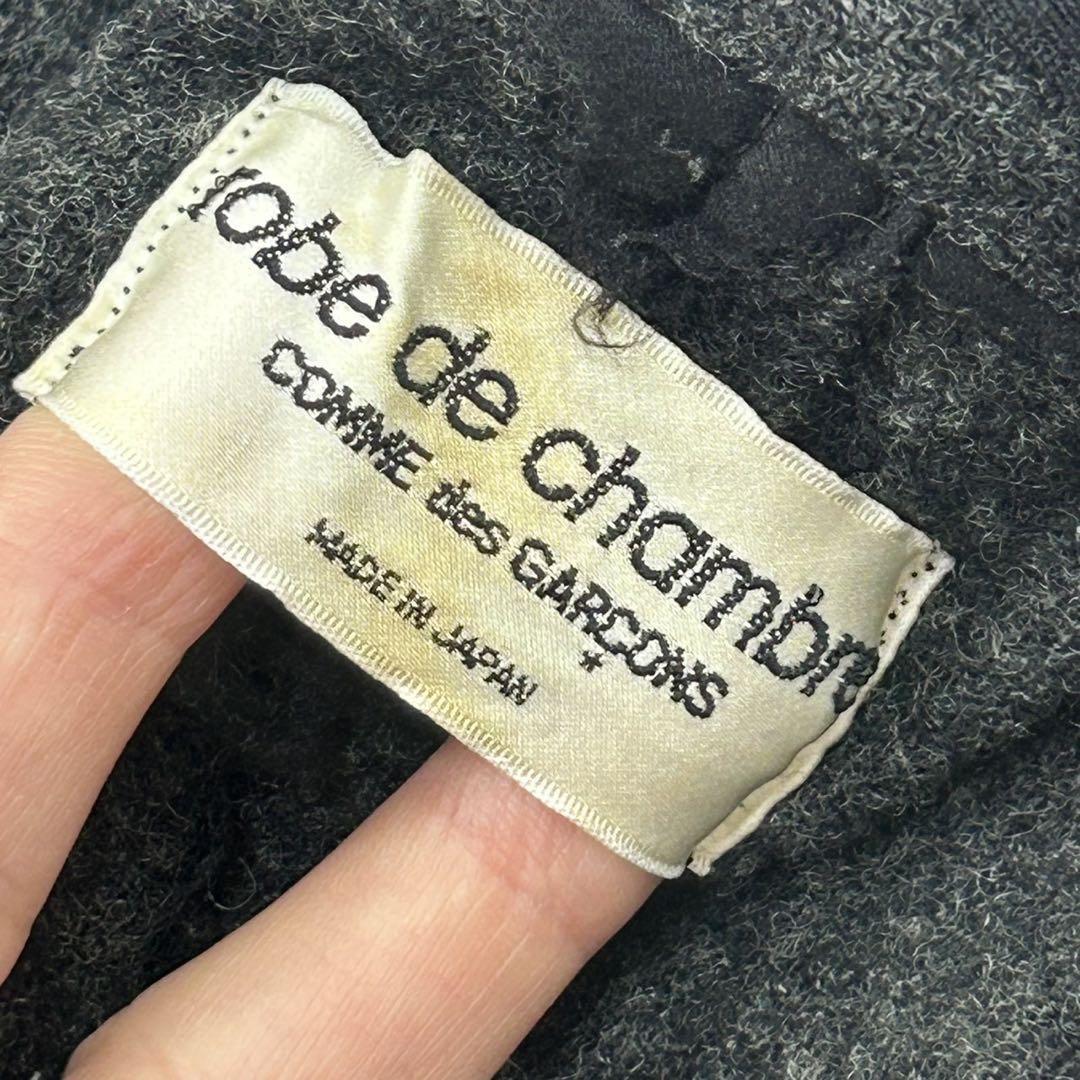 robe de chambre
COMME des GARÇONS
MADE IN JAPAN